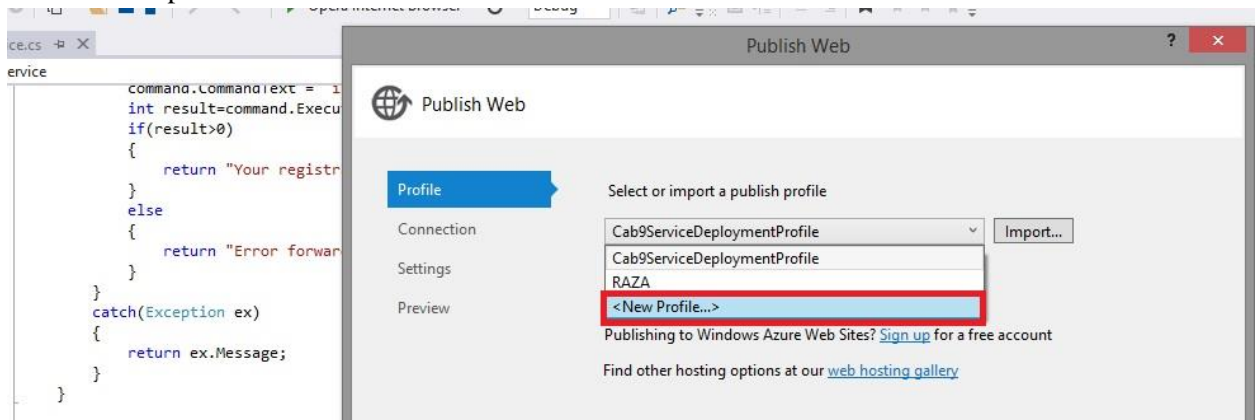 Opera Internet Browser Debug
ce.cs
ervice
command.CommandText = i
int result=command.Execu
if(result>0)
{
return "Your registr
}
else
{
return "Error forwar
}
}
catch(Exception ex)
{
return ex.Message;
}
}
Publish Web ?
Publish Web
Profile
Connection
Settings
Preview
Select or import a publish profile
Cab9ServiceDeploymentProfile Import...
Cab9ServiceDeploymentProfile
RAZA
<New Profile...>
Publishing to Windows Azure Web Sites? Sign up for a free account
Find other hosting options at our web hosting gallery